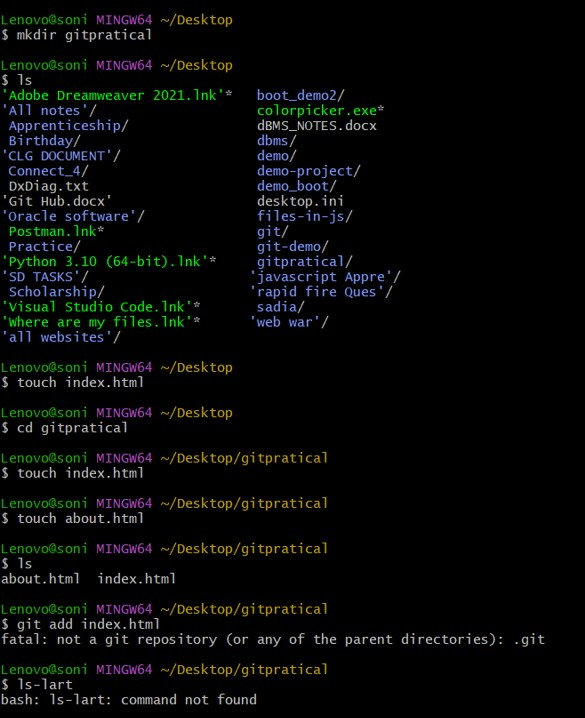 Lenovo@soni MINGW64 ~/Desktop
$ mkdir gitpratical
Lenovo@soni MINGW64 ~/Desktop
$ ls
'Adobe Dreamweaver 2021.lnk'*   boot_demo2/
'All notes'/                    colorpicker.exe*
 Apprenticeship/                dBMS_NOTES.docx
 Birthday/                      dbms/
'CLG DOCUMENT'/                 demo/
 Connect_4/                     demo-project/
 DxDiag.txt                     demo_boot/
'Git Hub.docx'                  desktop.ini
'Oracle software'/              files-in-js/
 Postman.lnk*                   git/
 Practice/                      git-demo/
'Python 3.10 (64-bit).lnk'*     gitpratical/
'SD TASKS'/                    'javascript Appre'/
 Scholarship/                  'rapid fire Ques'/
'Visual Studio Code.lnk'*       sadia/
'Where are my files.lnk'*      'web war'/
'all websites'/
Lenovo@soni MINGW64 ~/Desktop
$ touch index.html
Lenovo@soni MINGW64 ~/Desktop
$ cd gitpratical
Lenovo@soni MINGW64 ~/Desktop/gitpratical
$ touch index.html
Lenovo@soni MINGW64 ~/Desktop/gitpratical
$ touch about.html
Lenovo@soni MINGW64 ~/Desktop/gitpratical
$ ls
about.html  index.html
Lenovo@soni MINGW64 ~/Desktop/gitpratical
$ git add index.html
fatal: not a git repository (or any of the parent directories): .git
Lenovo@soni MINGW64 ~/Desktop/gitpratical
$ ls-lart
bash: ls-lart: command not found